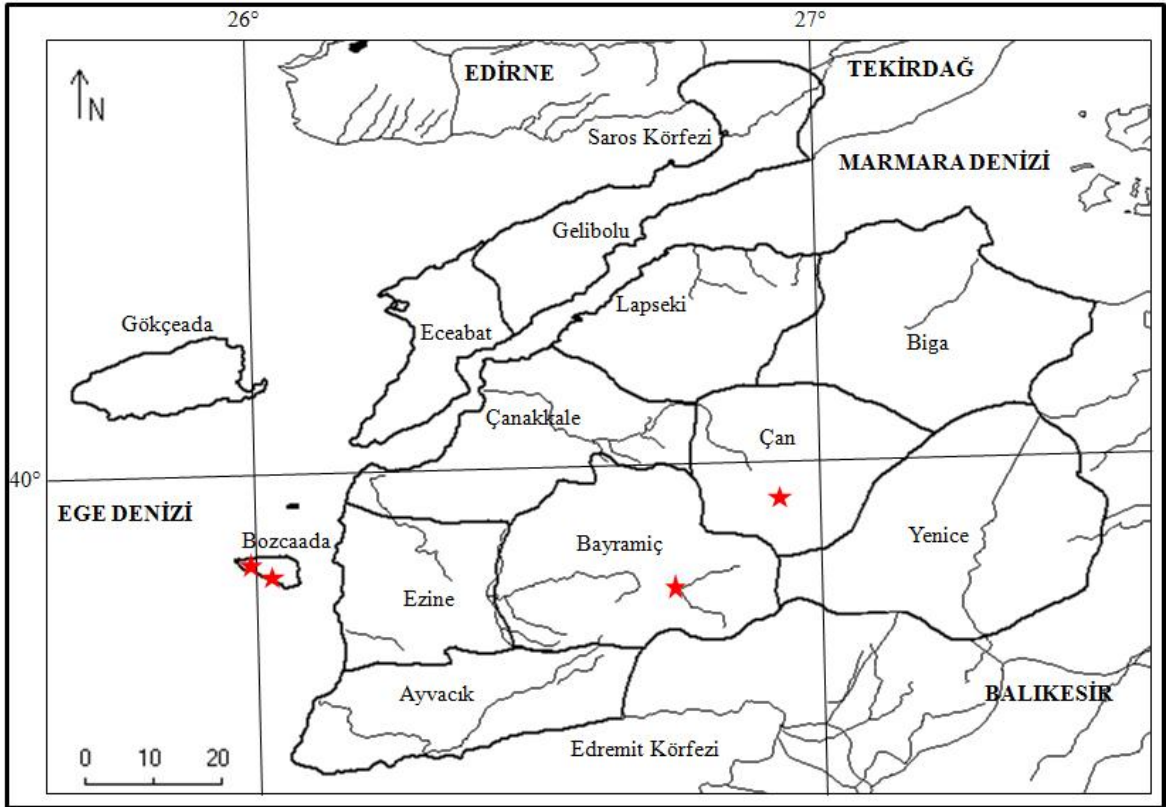 26°
27°
N
EDİRNE
TEKİRDAĞ
Saros Körfezi
MARMARA DENİZİ
Gelibolu
Lapseki
Gökçeada
Eceabat
Biga
Çanakkale
Çan
40°
EGE DENİZİ
Bozcaada
Bayramiç
Yenice
Ezine
Ayvacık
BALIKESİR
Edremit Körfezi
0 10 20